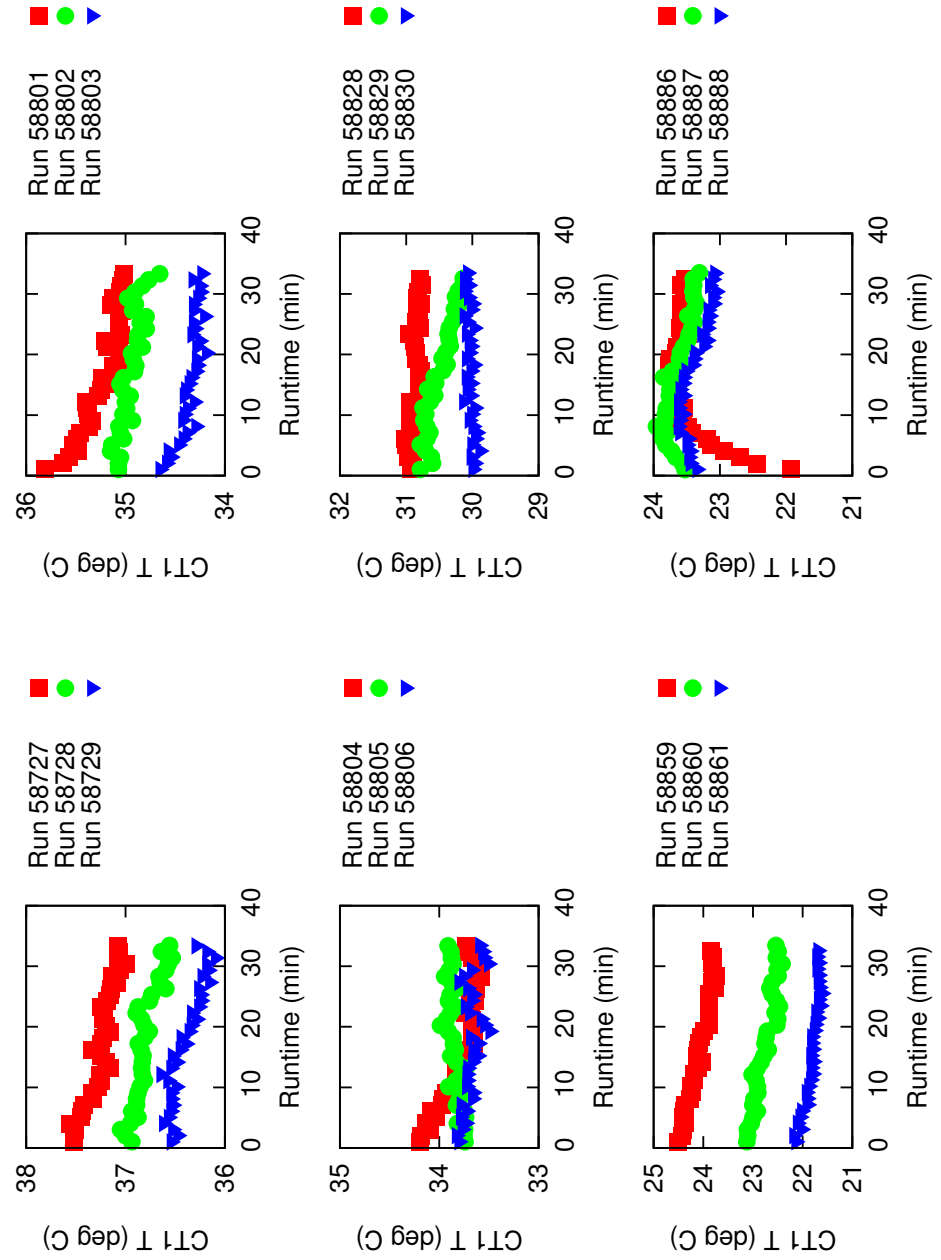 Run 58727
Run 58728
Run 58729
38
37
36
CT1 T (deg C)
0 10 20 30 40
Runtime (min)
Run 58801
Run 58802
Run 58803
36
35
34
CT1 T (deg C)
0 10 20 30 40
Runtime (min)
Run 58804
Run 58805
Run 58806
35
34
33
CT1 T (deg C)
0 10 20 30 40
Runtime (min)
Run 58828
Run 58829
Run 58830
32
31
30
29
CT1 T (deg C)
0 10 20 30 40
Runtime (min)
Run 58859
Run 58860
Run 58861
25
24
23
22
21
CT1 T (deg C)
0 10 20 30 40
Runtime (min)
Run 58886
Run 58887
Run 58888
24
23
22
21
CT1 T (deg C)
0 10 20 30 40
Runtime (min)